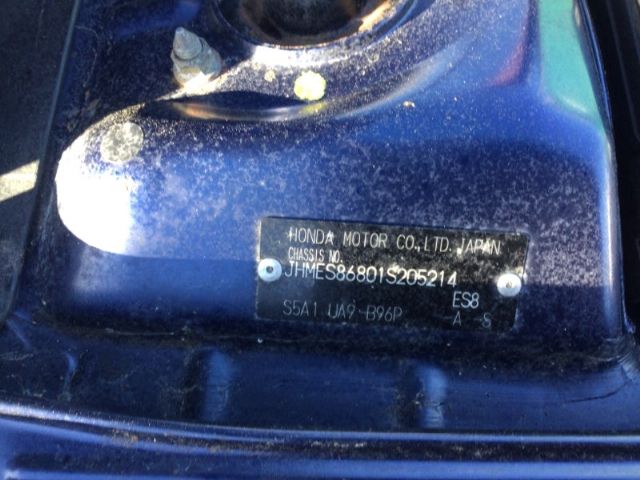 HONDA MOTOR CO.,LTD. JAPAN
CHASSIS NO.
JHMES86801S205214
ES8
S5A1 UA9 B96P A S